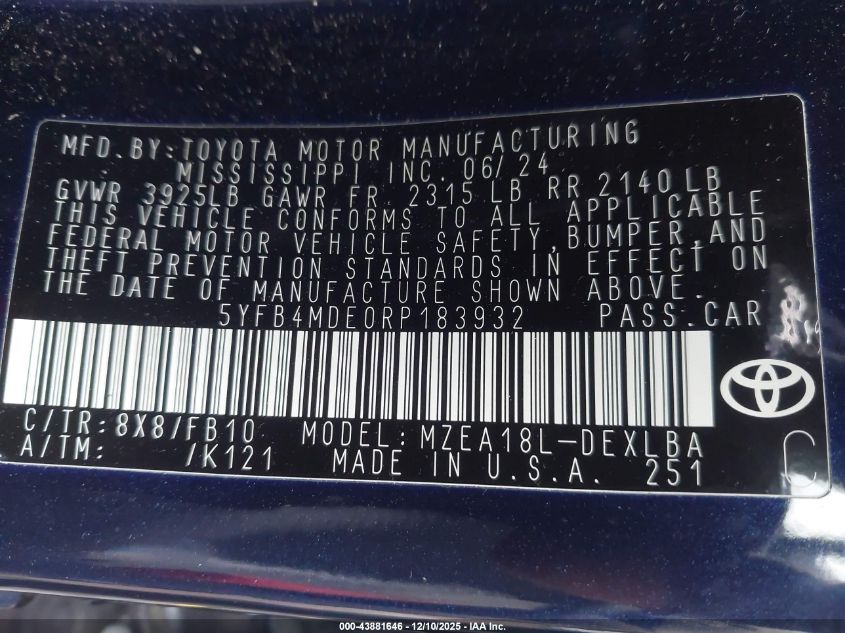 MFD.BY:TOYOTA MOTOR MANUFACTURING
MISSISSIPPI INC. 06/24
GVWR 3925LB GAWR FR 2315 LB RR 2140 LB
THIS VEHICLE CONFORMS TO ALL APPLICABLE
FEDERAL MOTOR VEHICLE SAFETY,BUMPER,AND
THEFT PREVENTION STANDARDS IN EFFECT ON
THE DATE OF MANUFACTURE SHOWN ABOVE.
5YFB4MDE0RP183932 PASS.CAR
C/TR:8X8/FB10 MODEL:MZEA18L-DEXLBA
A/TM: /K121 MADE IN U.S.A. 251 C
000-43881646 - 12/10/2025 - IAA Inc.